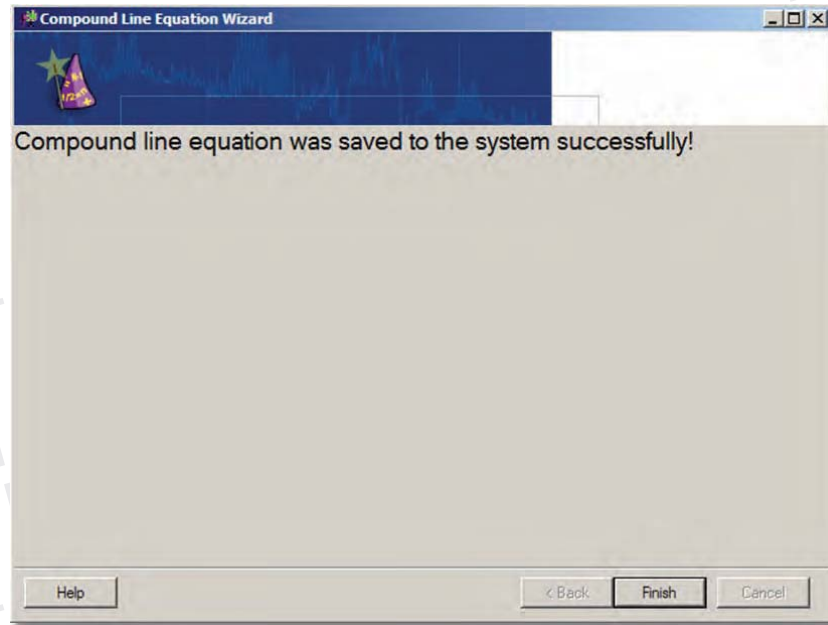 Compound Line Equation Wizard
Compound line equation was saved to the system successfully!
Help
< Back
Finish
Cancel